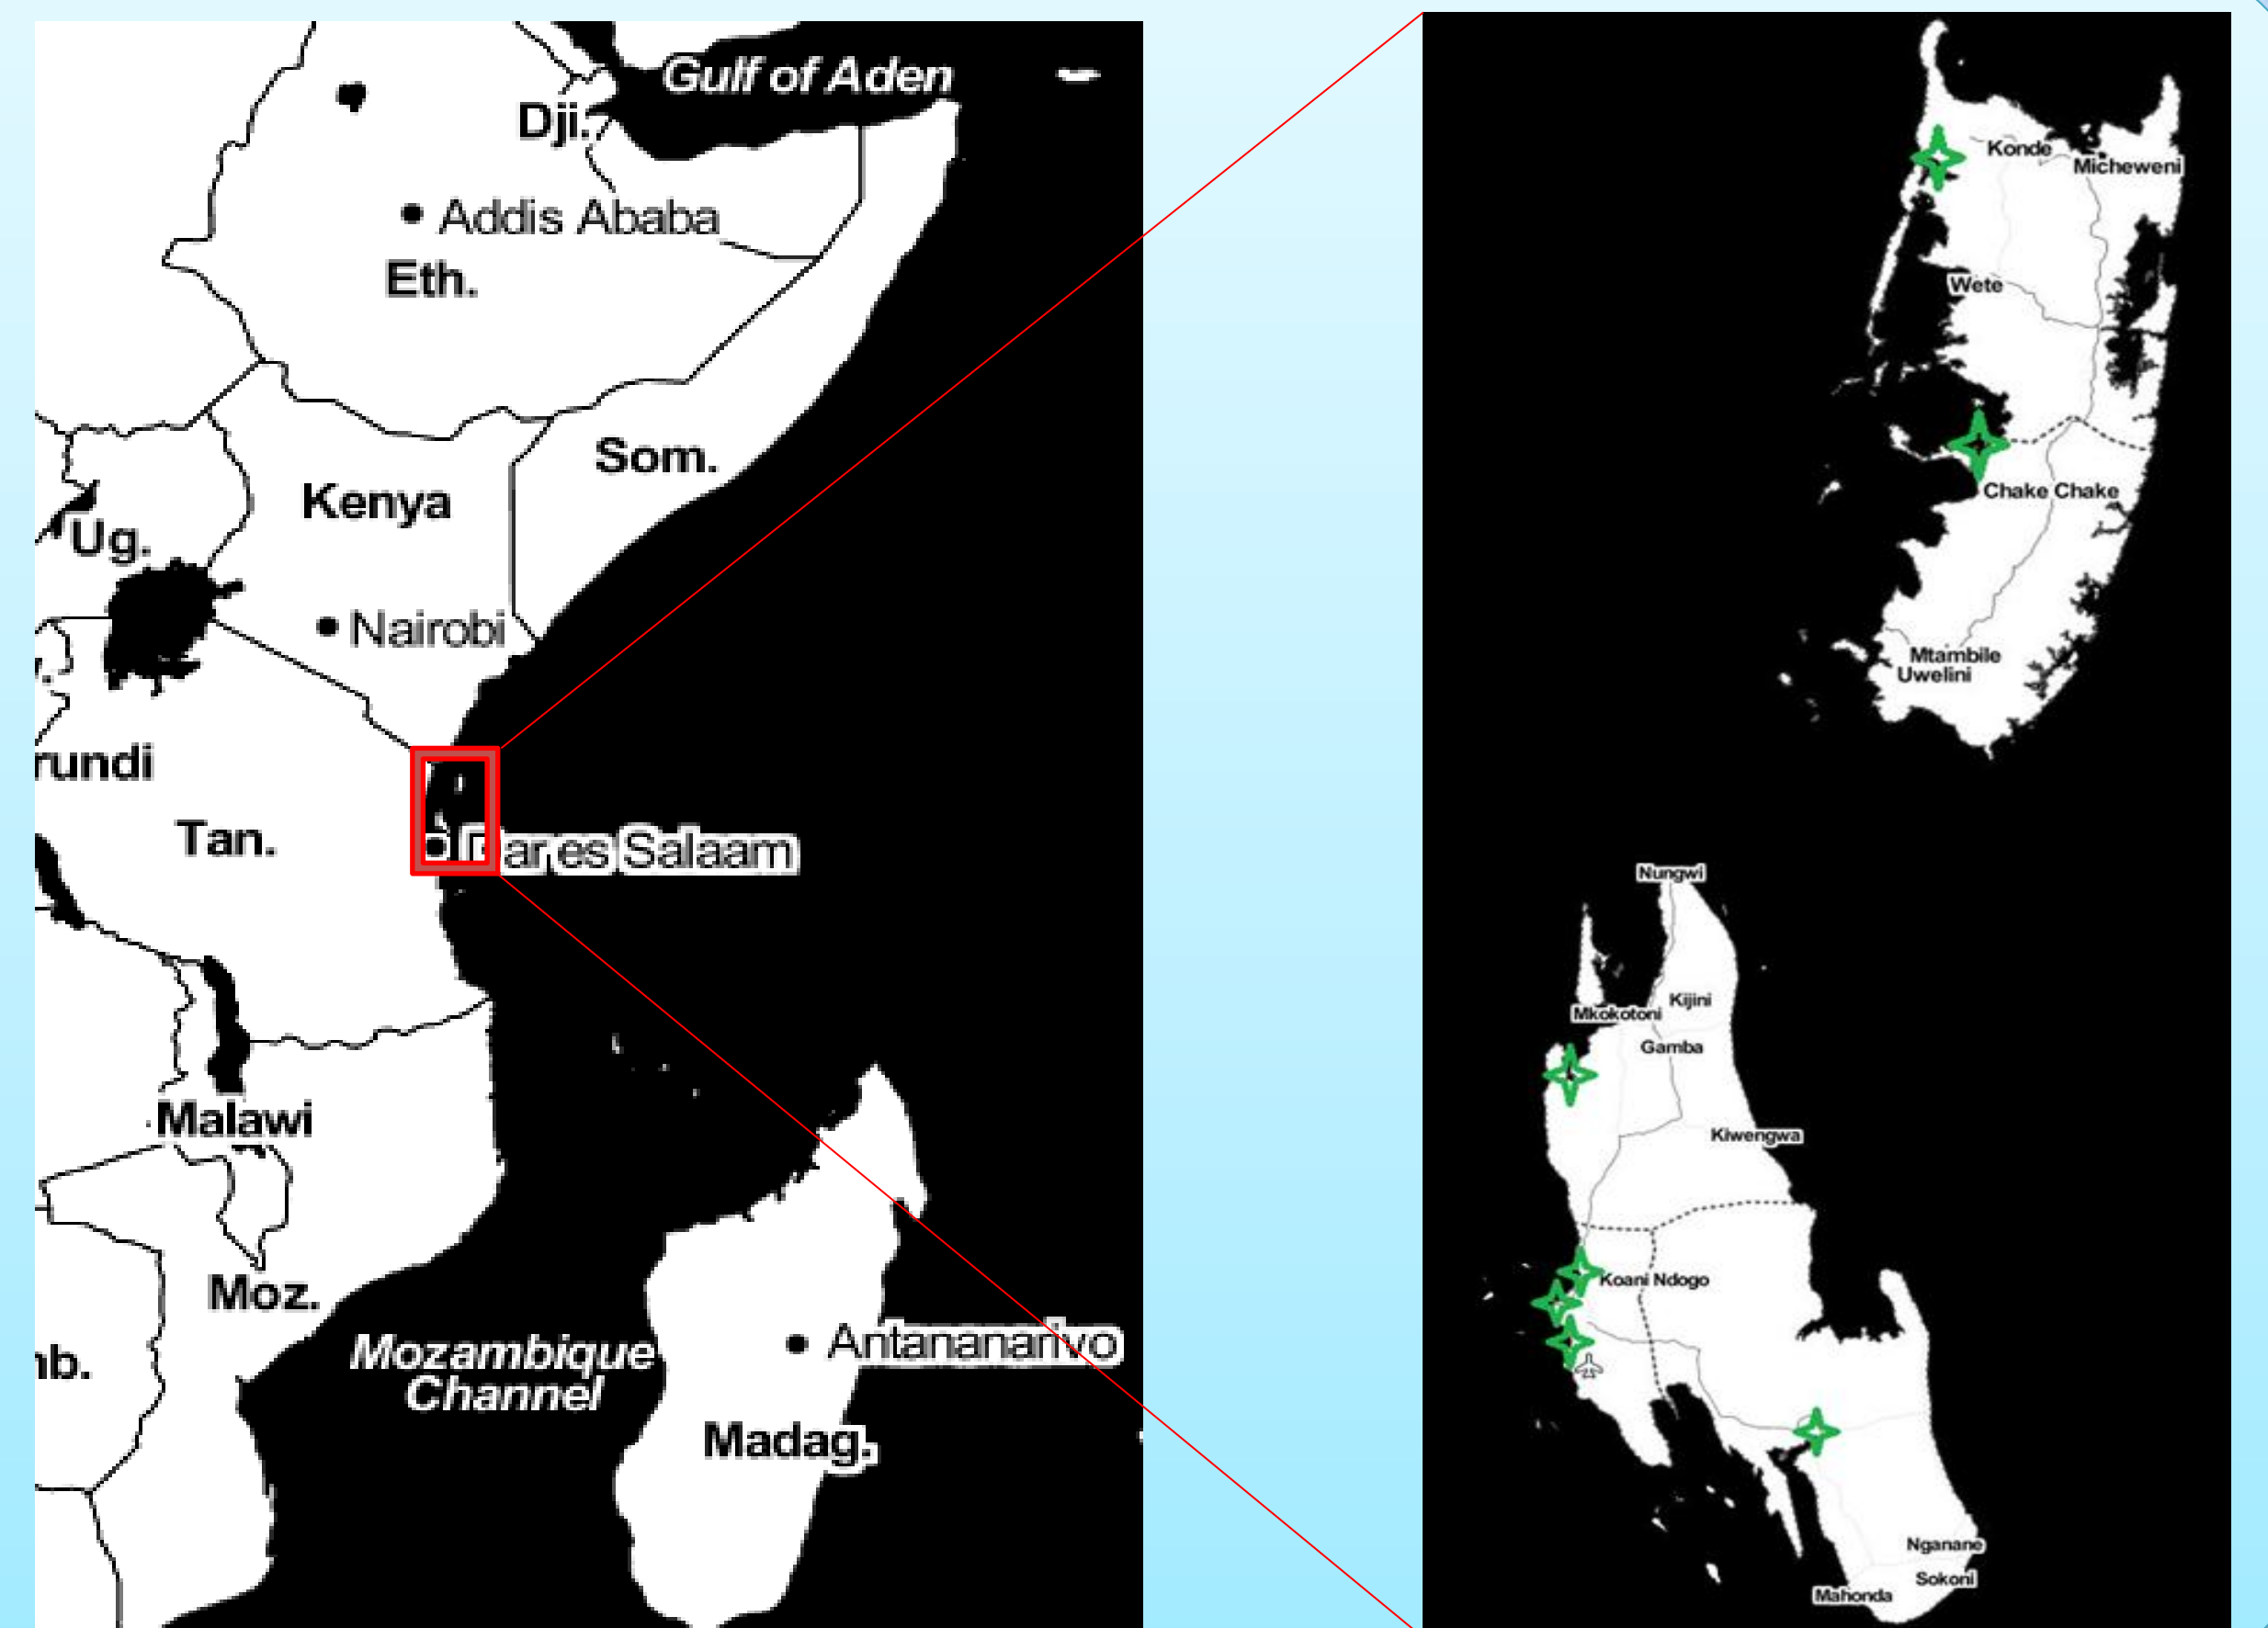 Gulf of Aden
Dji.
Addis Ababa
Eth.
Som.
Kenya
Ug.
Nairobi
rundi
Tan.
Dar es Salaam
Malawi
Moz.
Mozambique
Channel
Antananarivo
Madag.
Konde
Micheweni
Wete
Chake Chake
Mtambile
Uwelini
Nungwi
Kijini
Mkokotoni
Gamba
Kiwengwa
Koani Ndogo
Nganane
Sokoni
Mahonda